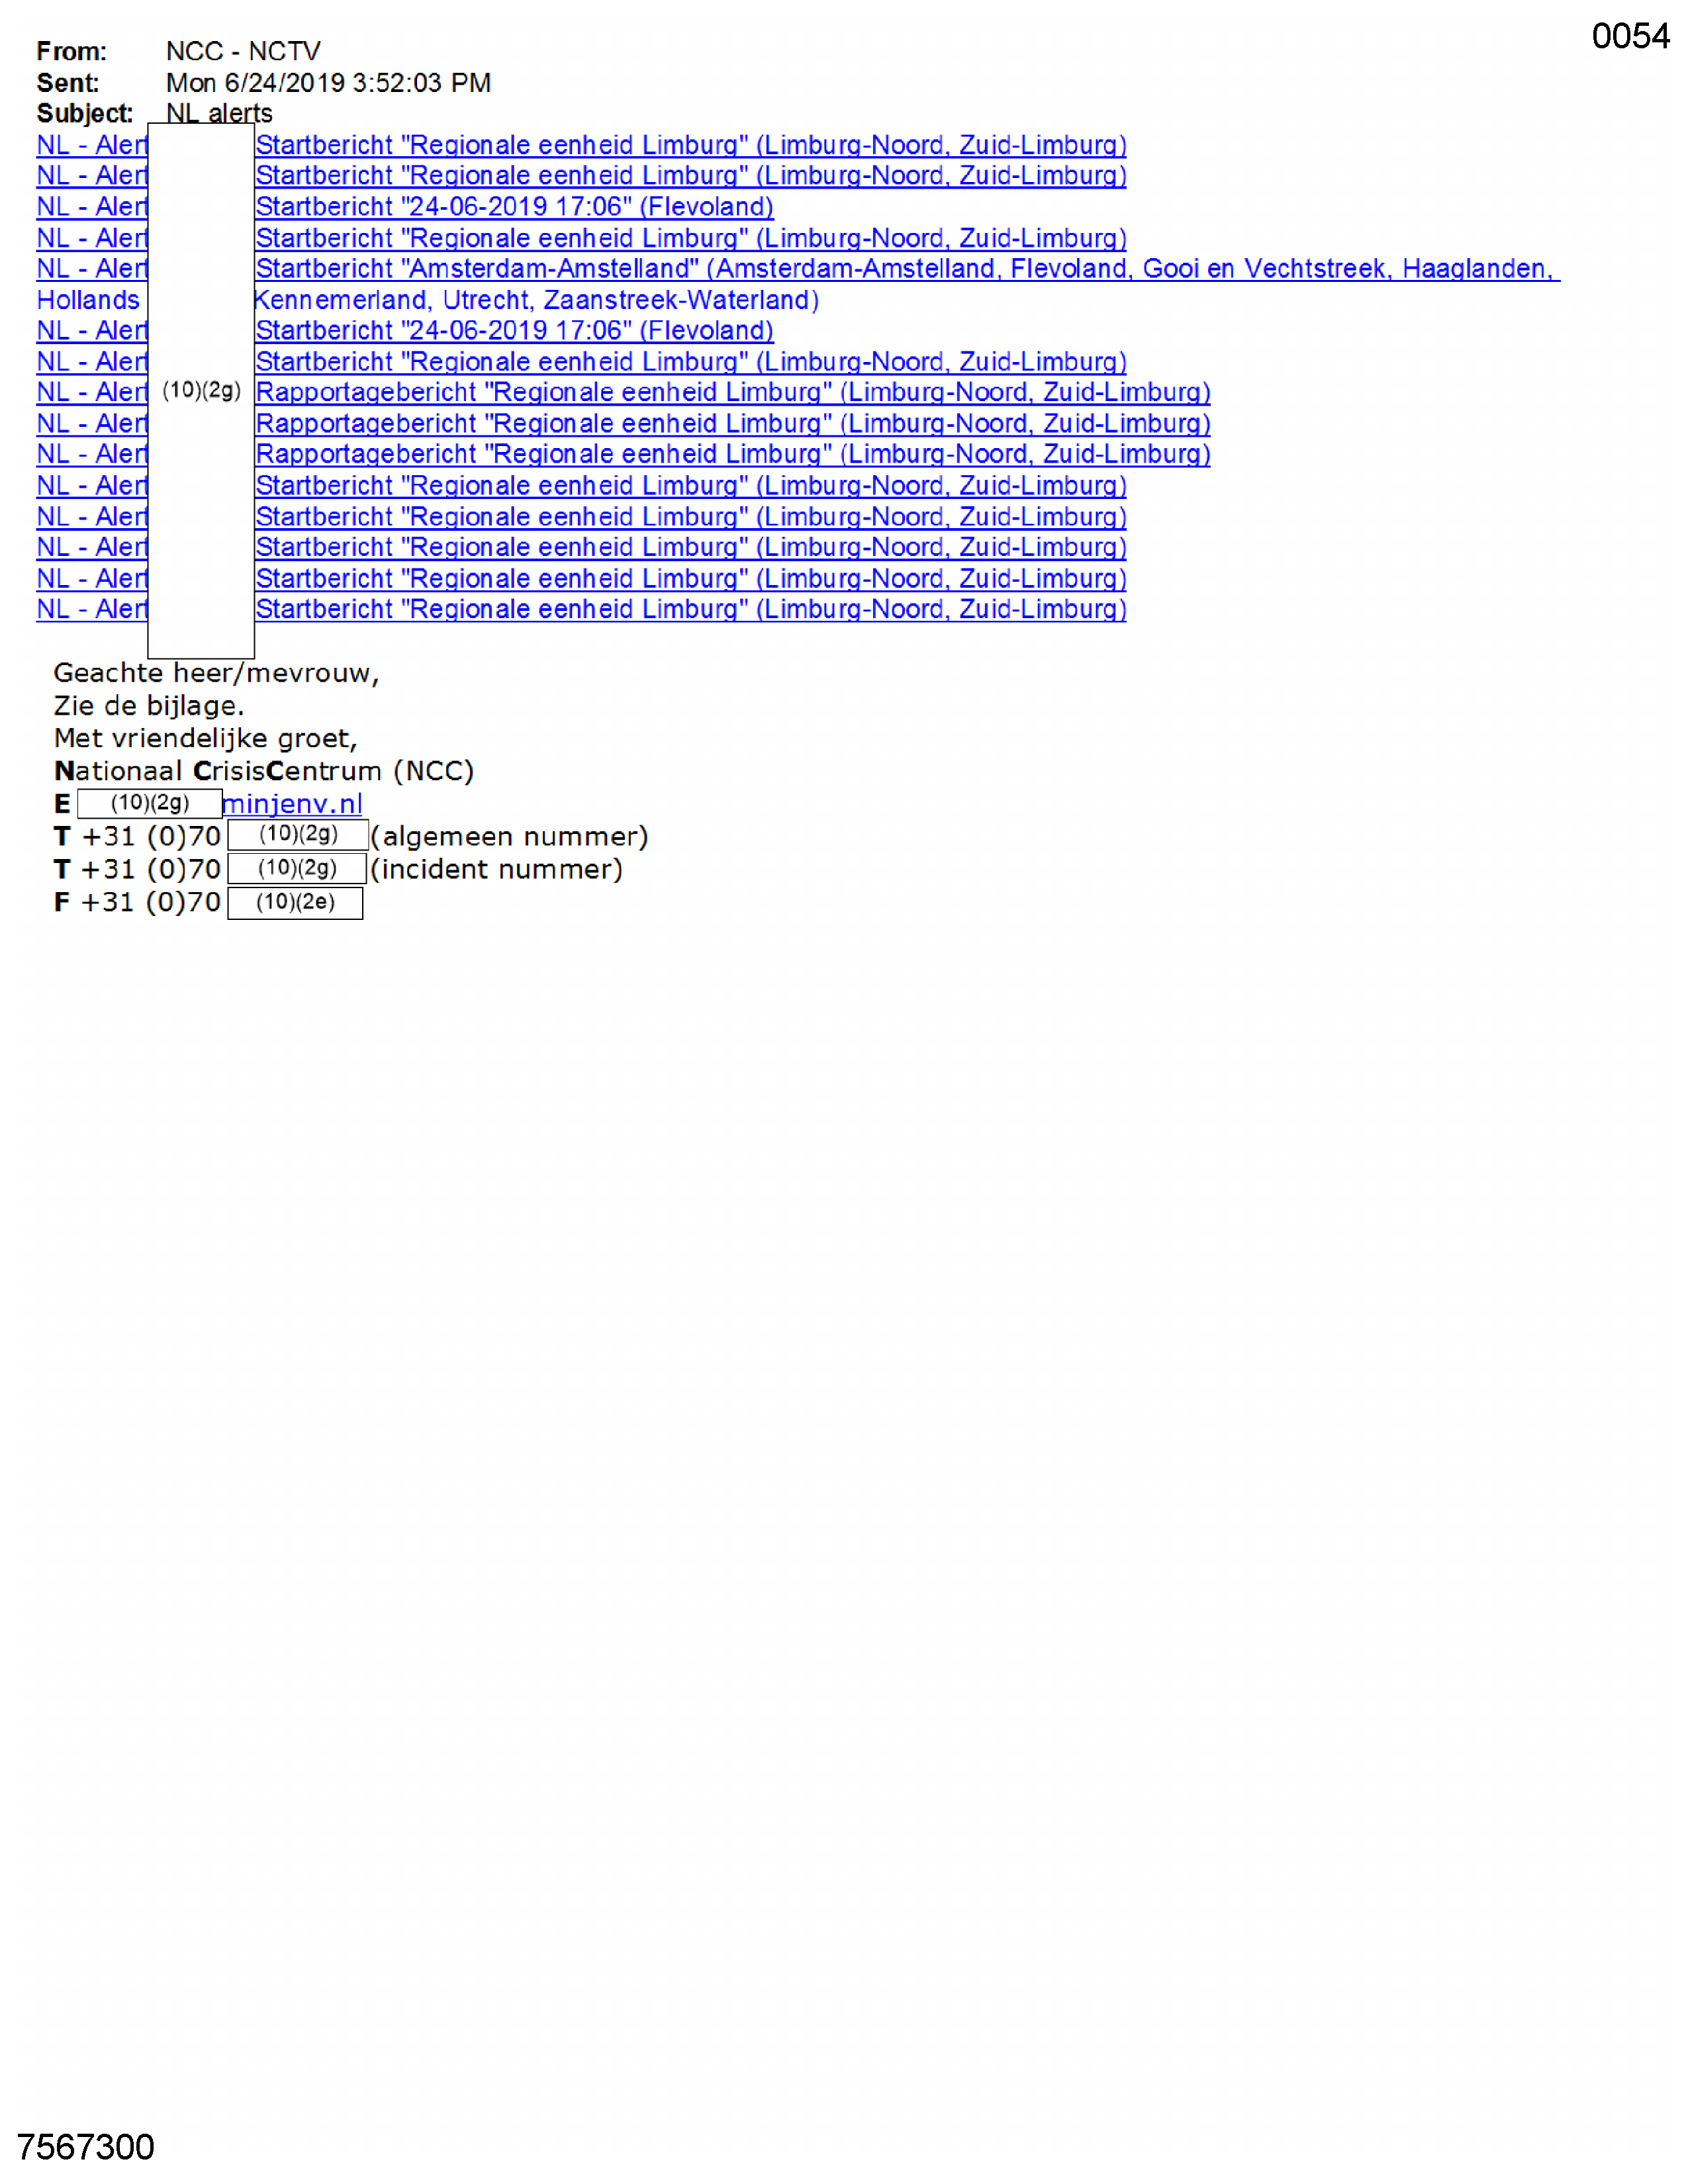 0054
From: NCC - NCTV
Sent: Mon 6/24/2019 3:52:03 PM
Subject: NL alerts
NL - Alert Startbericht "Regionale eenheid Limburg" (Limburg-Noord, Zuid-Limburg)
NL - Alert Startbericht "Regionale eenheid Limburg" (Limburg-Noord, Zuid-Limburg)
NL - Alert Startbericht "24-06-2019 17:06" (Flevoland)
NL - Alert Startbericht "Regionale eenheid Limburg" (Limburg-Noord, Zuid-Limburg)
NL - Alert Startbericht "Amsterdam-Amstelland" (Amsterdam-Amstelland, Flevoland, Gooi en Vechtstreek, Haaglanden,
Hollands Kennemerland, Utrecht, Zaanstreek-Waterland)
NL - Alert Startbericht "24-06-2019 17:06" (Flevoland)
NL - Alert Startbericht "Regionale eenheid Limburg" (Limburg-Noord, Zuid-Limburg)
NL - Alert (10)(2g) Rapportagebericht "Regionale eenheid Limburg" (Limburg-Noord, Zuid-Limburg)
NL - Alert Rapportagebericht "Regionale eenheid Limburg" (Limburg-Noord, Zuid-Limburg)
NL - Alert Rapportagebericht "Regionale eenheid Limburg" (Limburg-Noord, Zuid-Limburg)
NL - Alert Startbericht "Regionale eenheid Limburg" (Limburg-Noord, Zuid-Limburg)
NL - Alert Startbericht "Regionale eenheid Limburg" (Limburg-Noord, Zuid-Limburg)
NL - Alert Startbericht "Regionale eenheid Limburg" (Limburg-Noord, Zuid-Limburg)
NL - Alert Startbericht "Regionale eenheid Limburg" (Limburg-Noord, Zuid-Limburg)
NL - Alert Startbericht "Regionale eenheid Limburg" (Limburg-Noord, Zuid-Limburg)
Geachte heer/mevrouw,
Zie de bijlage.
Met vriendelijke groet,
Nationaal CrisisCentrum (NCC)
E (10)(2g) minjenv.nl
T +31 (0)70 (10)(2g) (algemeen nummer)
T +31 (0)70 (10)(2g) (incident nummer)
F +31 (0)70 (10)(2e)
7567300